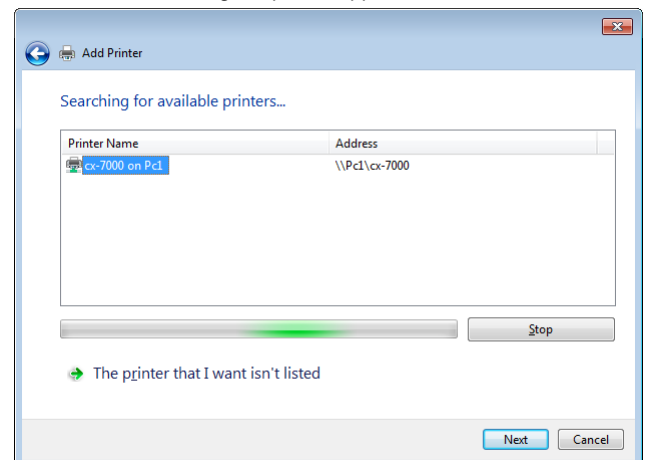 Add Printer
Searching for available printers...
Printer Name Address
cx-7000 on Pc1 \\Pc1\cx-7000
Stop
The printer that I want isn't listed
Next Cancel